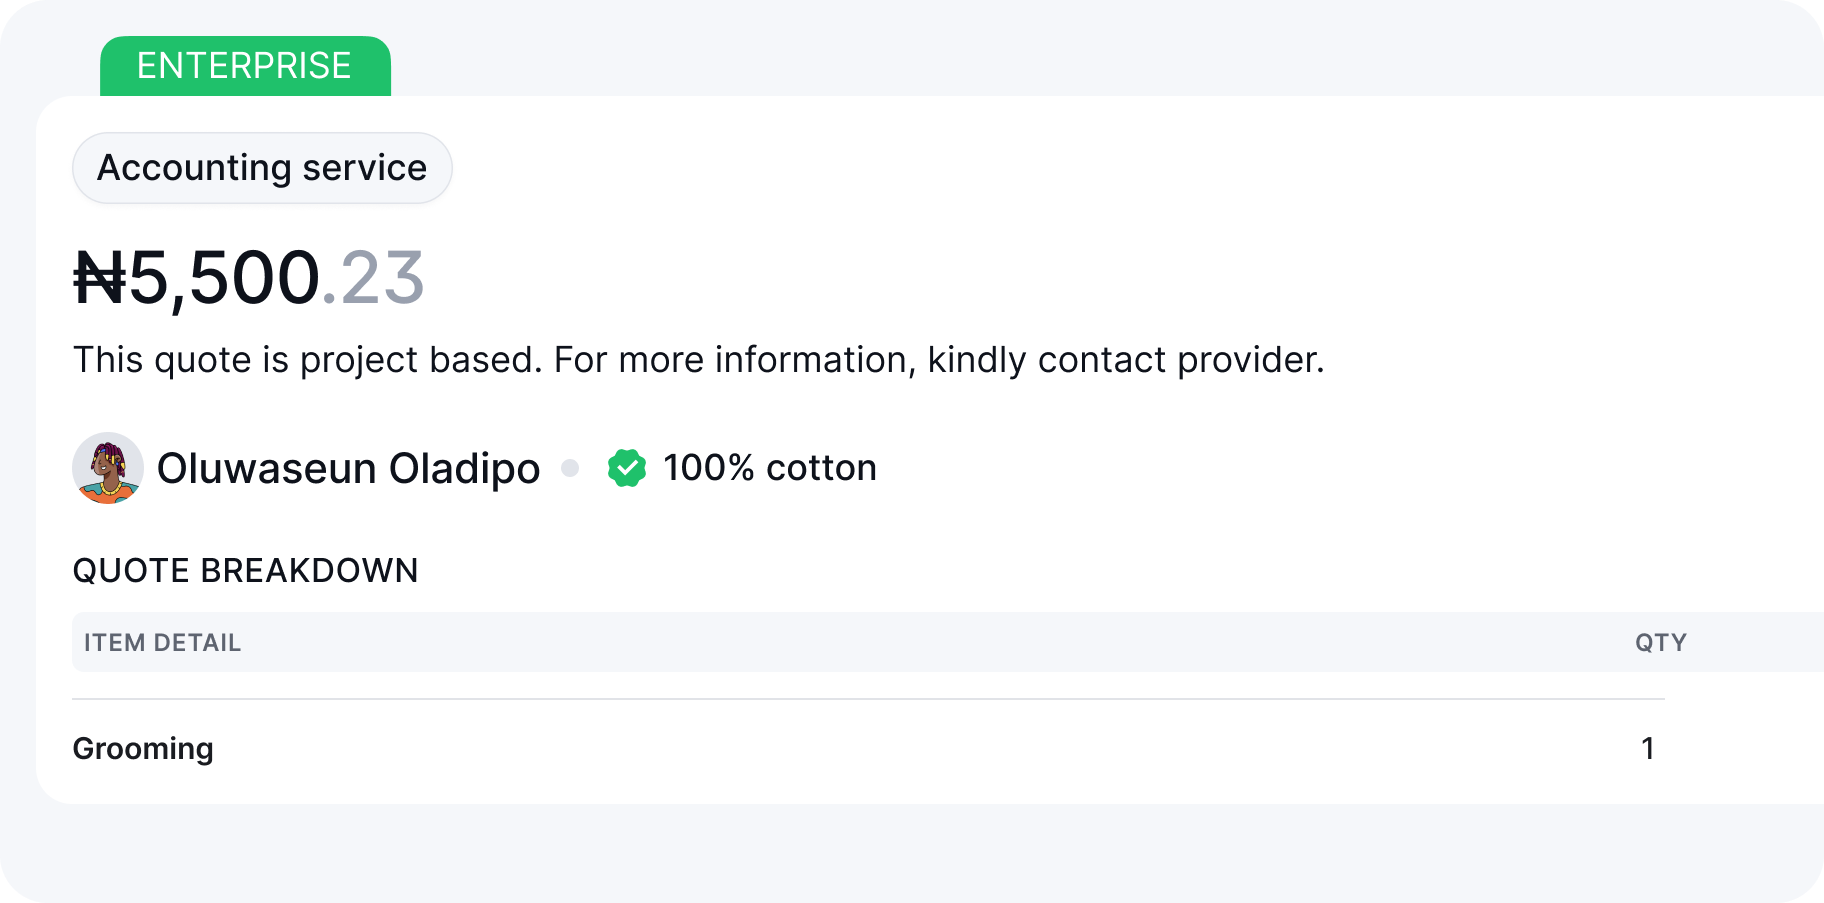 ENTERPRISE
Accounting service
₦5,500.23
This quote is project based. For more information, kindly contact provider.
Oluwaseun Oladipo 100% cotton
QUOTE BREAKDOWN
ITEM DETAIL QTY
Grooming 1